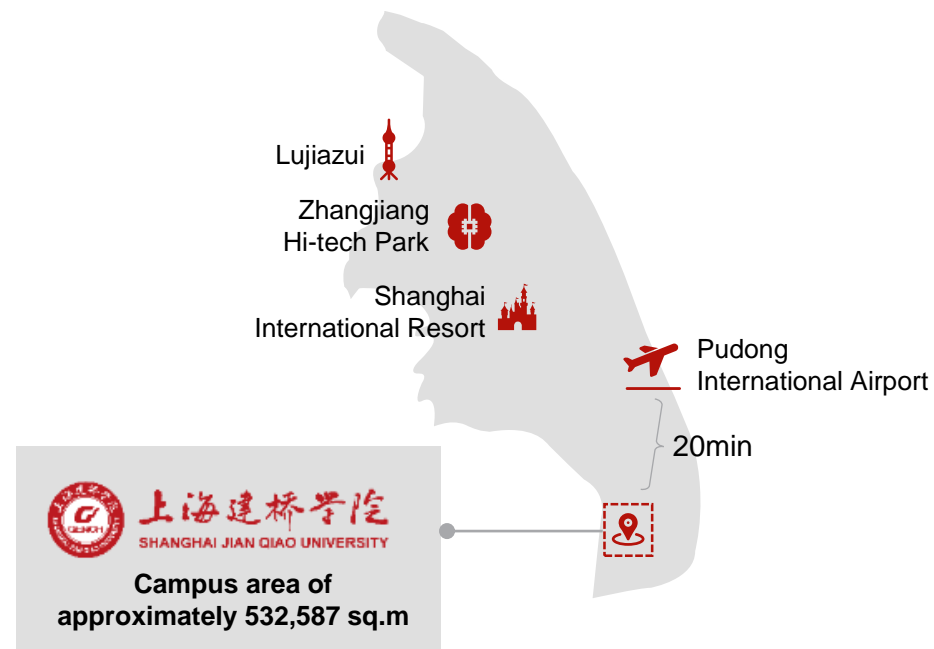 Lujiazui
Zhangjiang
Hi-tech Park
Shanghai
International Resort
Pudong
International Airport
20min
上海建桥学院
SHANGHAI JIAN QIAO UNIVERSITY
Campus area of
approximately 532,587 sq.m